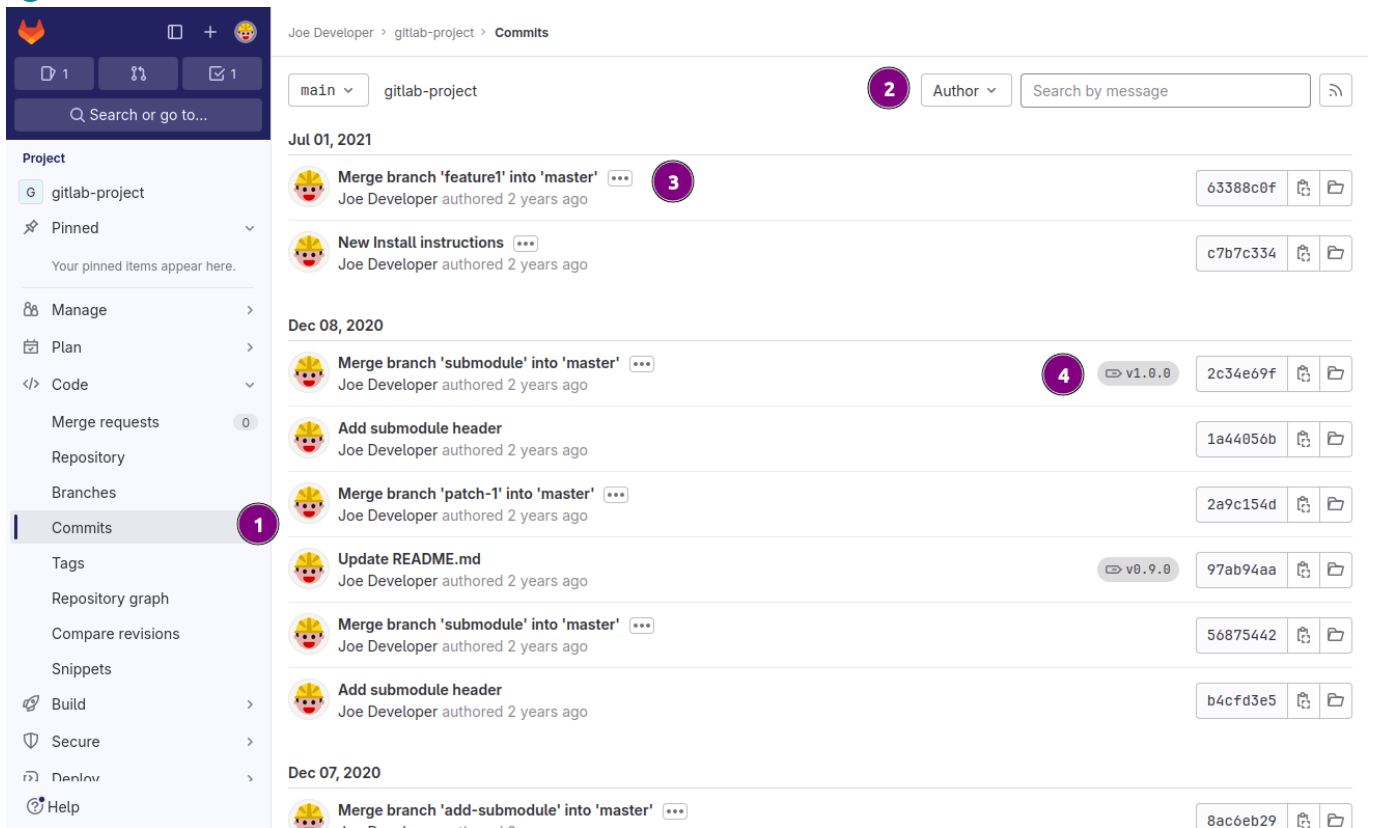 1
1
Search or go to...
Project
G gitlab-project
Pinned
Your pinned items appear here.
Manage
Plan
Code
Merge requests 0
Repository
Branches
Commits 1
Tags
Repository graph
Compare revisions
Snippets
Build
Secure
Deploy
Help
Joe Developer › gitlab-project › Commits
main gitlab-project 2 Author Search by message
Jul 01, 2021
Merge branch 'feature1' into 'master' ••• 3
Joe Developer authored 2 years ago
63388c0f
New Install instructions •••
Joe Developer authored 2 years ago
c7b7c334
Dec 08, 2020
Merge branch 'submodule' into 'master' •••
Joe Developer authored 2 years ago
4 v1.0.0 2c34e69f
Add submodule header
Joe Developer authored 2 years ago
1a44056b
Merge branch 'patch-1' into 'master' •••
Joe Developer authored 2 years ago
2a9c154d
Update README.md
Joe Developer authored 2 years ago
v0.9.0 97ab94aa
Merge branch 'submodule' into 'master' •••
Joe Developer authored 2 years ago
56875442
Add submodule header
Joe Developer authored 2 years ago
b4cfd3e5
Dec 07, 2020
Merge branch 'add-submodule' into 'master' •••
8ac6eb29